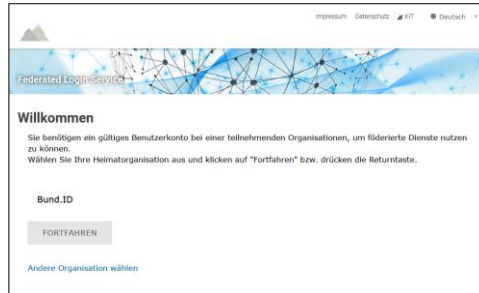 Impressum Datenschutz KIT Deutsch
Federated Login Service
Willkommen
Sie benötigen ein gültiges Benutzerkonto bei einer teilnehmenden Organisationen, um föderierte Dienste nutzen
zu können.
Wählen Sie Ihre Heimatorganisation aus und klicken auf "Fortfahren" bzw. drücken die Returntaste.
Bund.ID
FORTFAHREN
Andere Organisation wählen